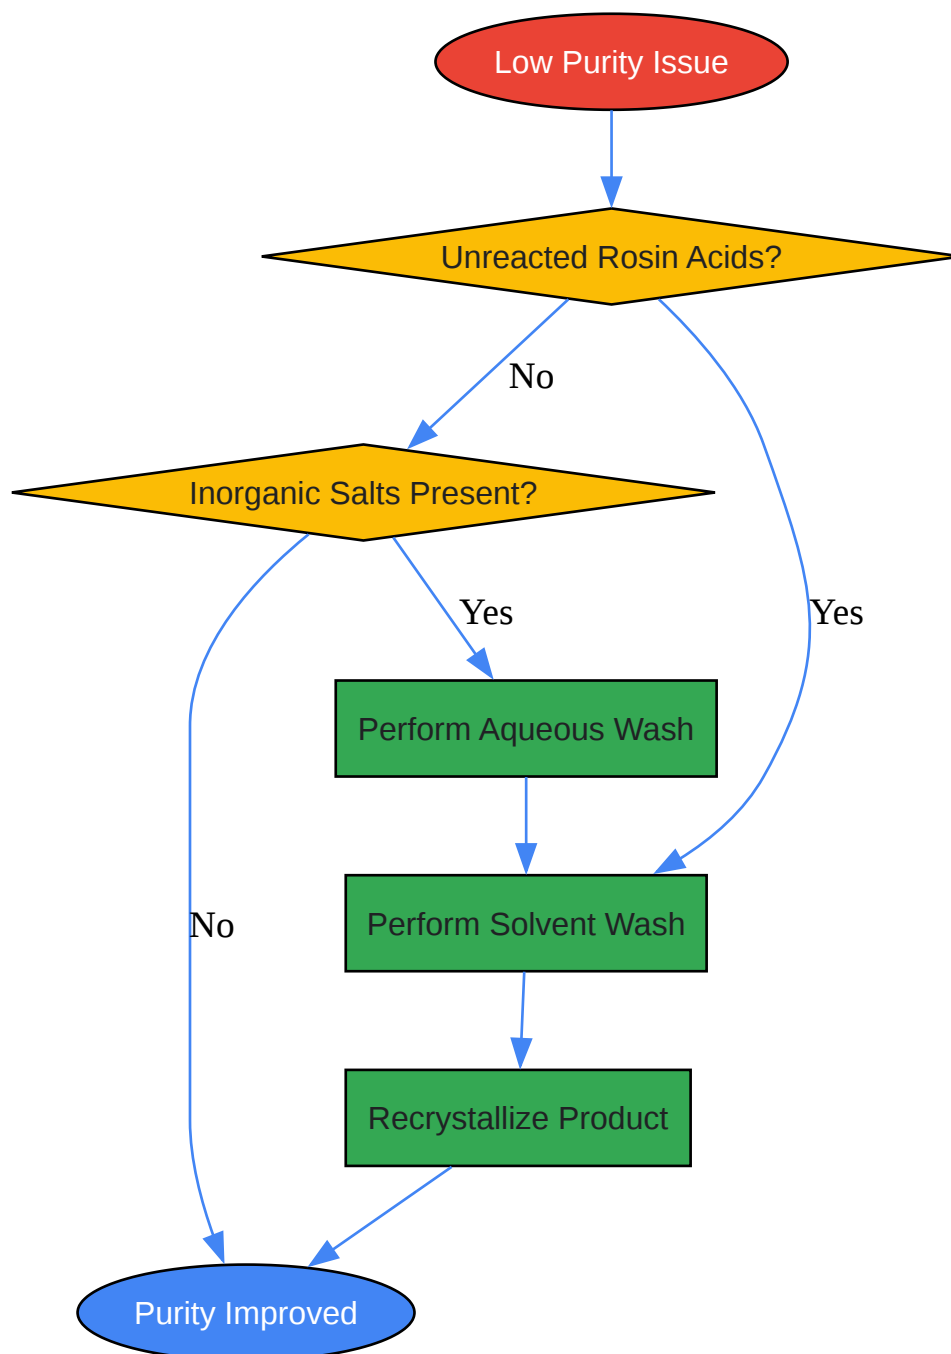 Low Purity Issue
Unreacted Rosin Acids?
No
Inorganic Salts Present?
Yes
Yes
Perform Aqueous Wash
Perform Solvent Wash
No
Recrystallize Product
Purity Improved